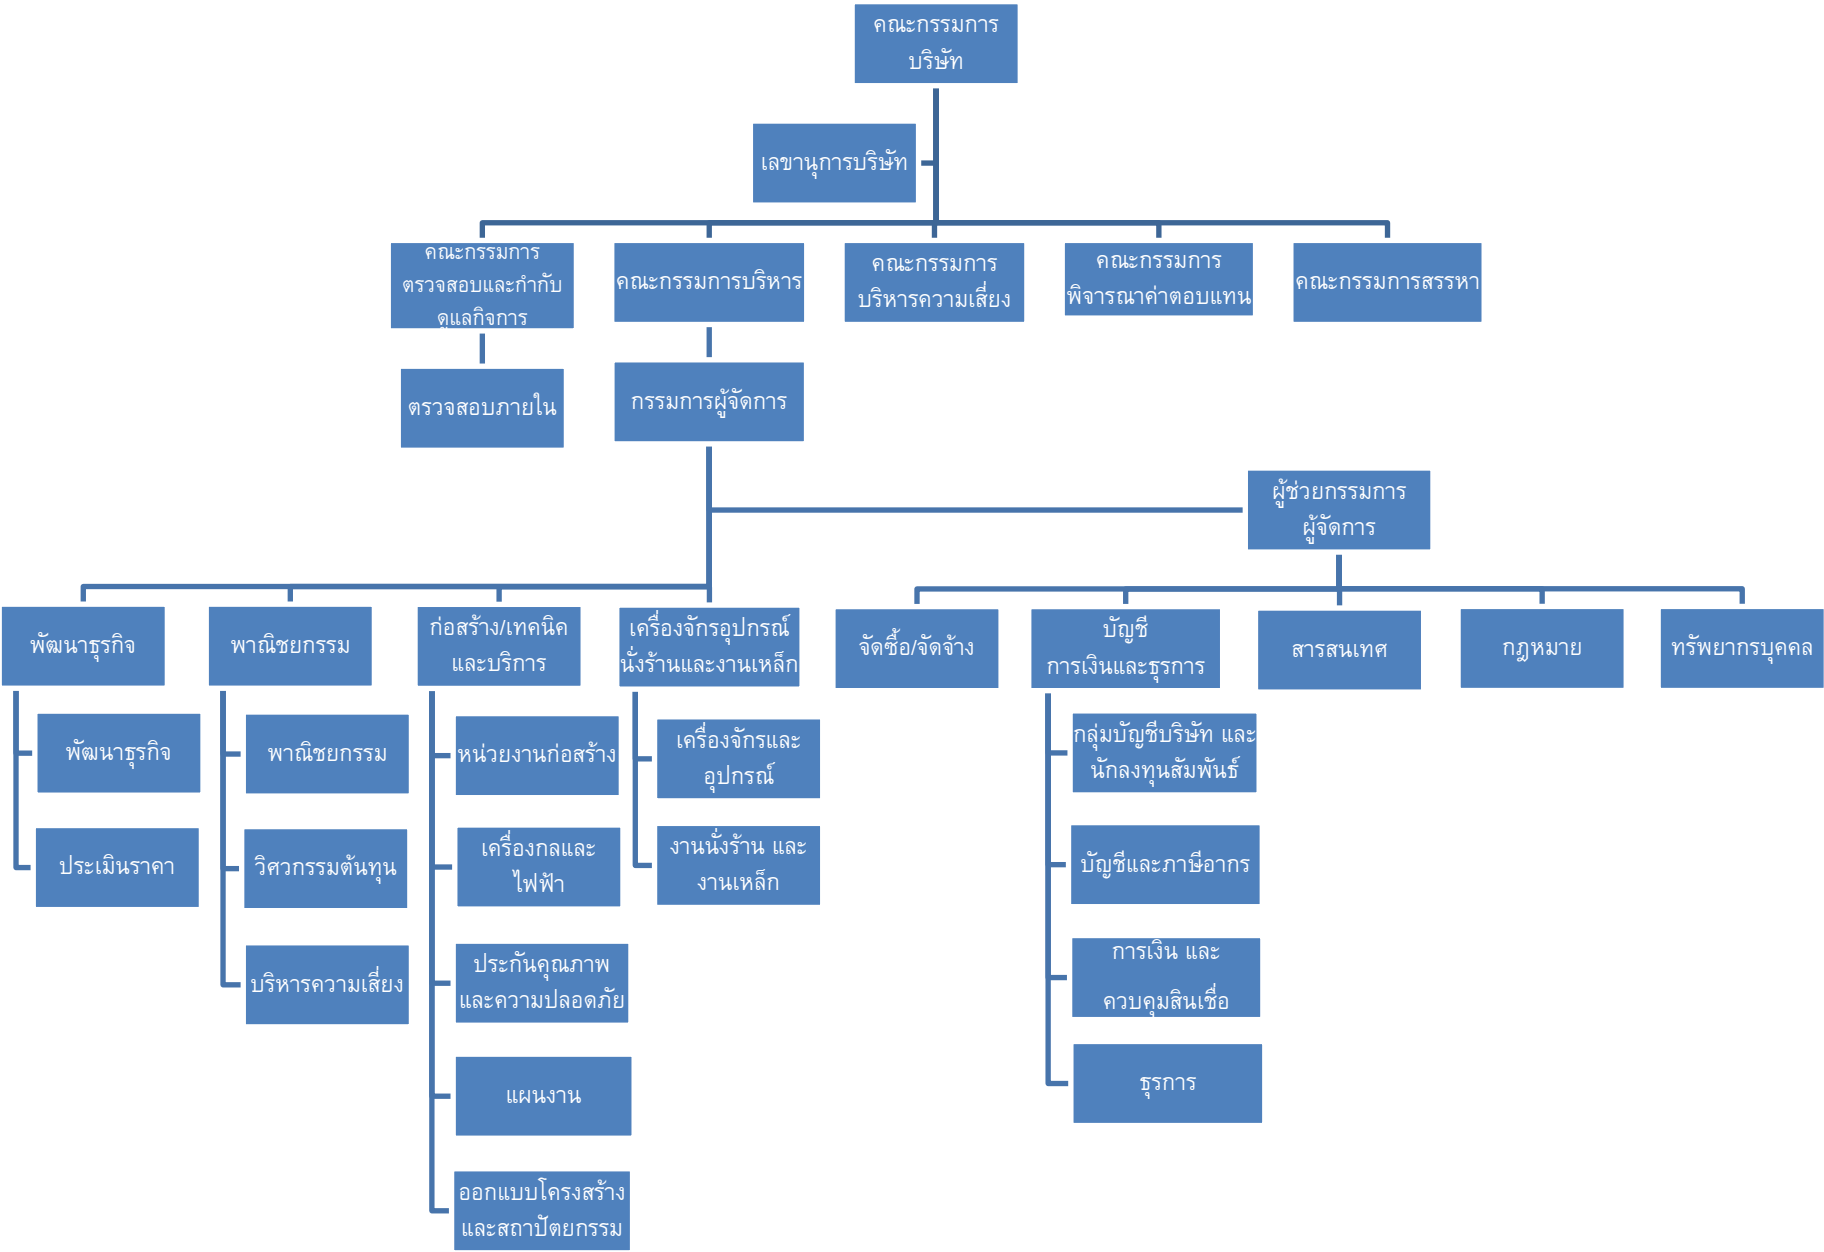 คณะกรรมการ
บริษัท
เลขานุการบริษัท
คณะกรรมการ
ตรวจสอบและกำกับ
ดูแลกิจการ
คณะกรรมการบริหาร
คณะกรรมการ
บริหารความเสี่ยง
คณะกรรมการ
พิจารณาค่าตอบแทน
คณะกรรมการสรรหา
ตรวจสอบภายใน
กรรมการผู้จัดการ
ผู้ช่วยกรรมการ
ผู้จัดการ
พัฒนาธุรกิจ
พาณิชยกรรม
ก่อสร้าง/เทคนิค
และบริการ
เครื่องจักรอุปกรณ์
นั่งร้านและงานเหล็ก
จัดซื้อ/จัดจ้าง
บัญชี
การเงินและธุรการ
สารสนเทศ
กฎหมาย
ทรัพยากรบุคคล
พัฒนาธุรกิจ
ประเมินราคา
พาณิชยกรรม
วิศวกรรมต้นทุน
บริหารความเสี่ยง
หน่วยงานก่อสร้าง
เครื่องกลและ
ไฟฟ้า
ประกันคุณภาพ
และความปลอดภัย
แผนงาน
ออกแบบโครงสร้าง
และสถาปัตยกรรม
เครื่องจักรและ
อุปกรณ์
งานนั่งร้าน และ
งานเหล็ก
กลุ่มบัญชีบริษัท และ
นักลงทุนสัมพันธ์
บัญชีและภาษีอากร
การเงิน และ
ควบคุมสินเชื่อ
ธุรการ